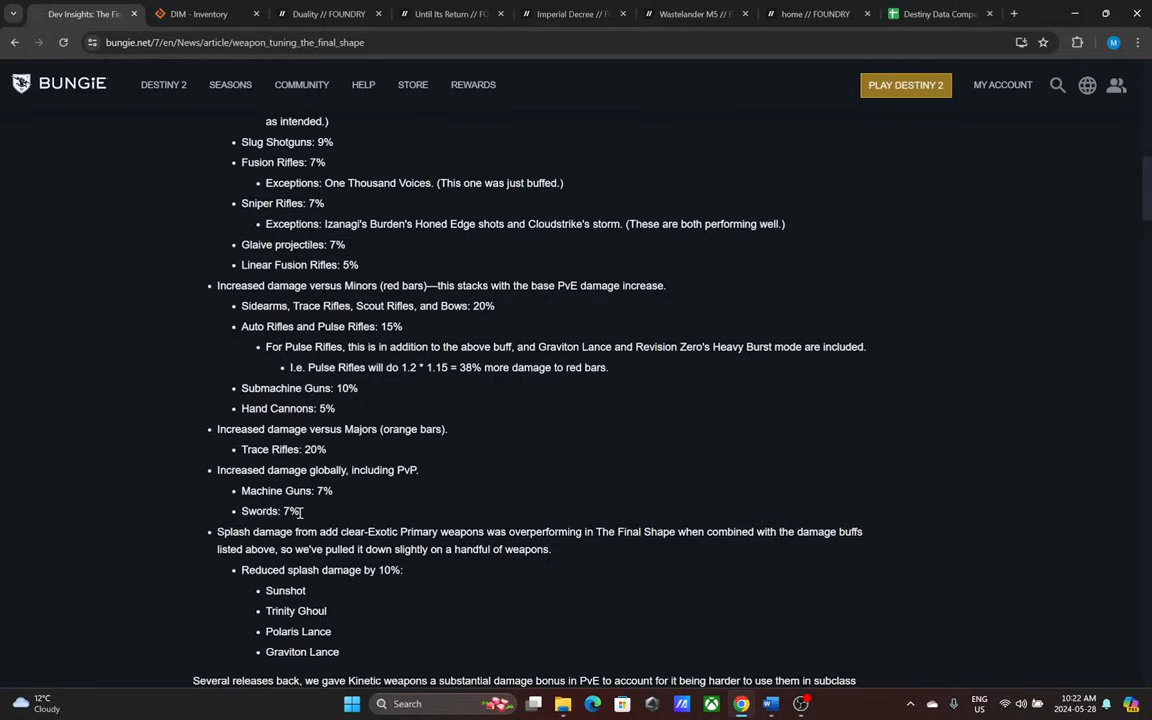 Dev Insights: The Fin
DIM - Inventory
Duality // FOUNDRY
Until Its Return // FO
Imperial Decree // F
Wastelander M5 // F
home // FOUNDRY
Destiny Data Compe
bungie.net/7/en/News/article/weapon_tuning_the_final_shape
M
BUNGiE
DESTINY 2
SEASONS
COMMUNITY
HELP
STORE
REWARDS
PLAY DESTINY 2
MY ACCOUNT
as intended.)
• Slug Shotguns: 9%
• Fusion Rifles: 7%
• Exceptions: One Thousand Voices. (This one was just buffed.)
• Sniper Rifles: 7%
• Exceptions: Izanagi's Burden's Honed Edge shots and Cloudstrike's storm. (These are both performing well.)
• Glaive projectiles: 7%
• Linear Fusion Rifles: 5%
• Increased damage versus Minors (red bars)—this stacks with the base PvE damage increase.
• Sidearms, Trace Rifles, Scout Rifles, and Bows: 20%
• Auto Rifles and Pulse Rifles: 15%
• For Pulse Rifles, this is in addition to the above buff, and Graviton Lance and Revision Zero's Heavy Burst mode are included.
• I.e. Pulse Rifles will do 1.2 * 1.15 = 38% more damage to red bars.
• Submachine Guns: 10%
• Hand Cannons: 5%
• Increased damage versus Majors (orange bars).
• Trace Rifles: 20%
• Increased damage globally, including PvP.
• Machine Guns: 7%
• Swords: 7%
• Splash damage from add clear-Exotic Primary weapons was overperforming in The Final Shape when combined with the damage buffs
listed above, so we've pulled it down slightly on a handful of weapons.
• Reduced splash damage by 10%:
• Sunshot
• Trinity Ghoul
• Polaris Lance
• Graviton Lance
Several releases back, we gave Kinetic weapons a substantial damage bonus in PvE to account for it being harder to use them in subclass
12°C
Cloudy
Search
ENG
US
10:22 AM
2024-05-28